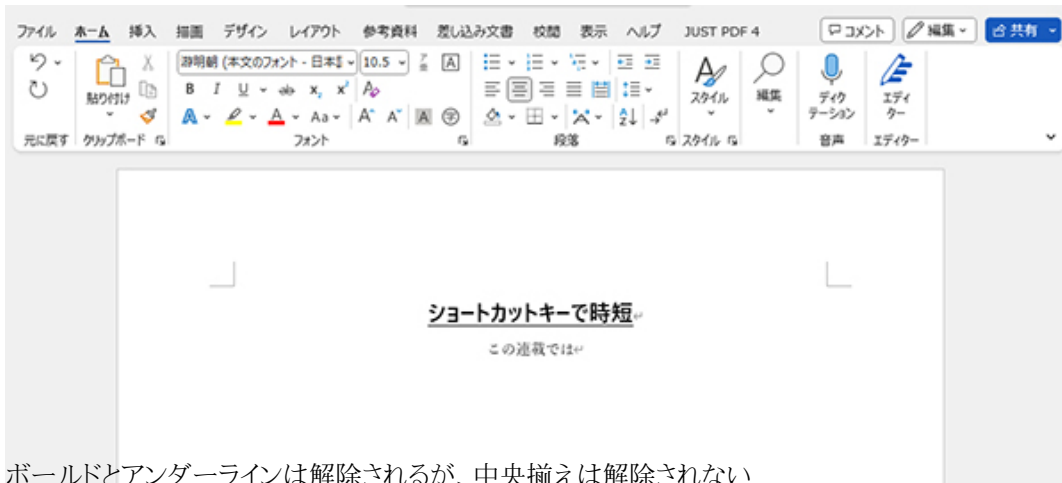 ファイル ホーム 挿入 描画 デザイン レイアウト 参考資料 差し込み文書 校閲 表示 ヘルプ JUST PDF 4 コメント 編集 共有
游明朝 (本文のフォント - 日本 10.5 A
B I U ab x, x² A
A A Aa A A A 字
貼り付け
スタイル 編集 ディク
テーション エディ
ター
元に戻す クリップボード フォント 段落 スタイル 音声 エディター
ショートカットキーで時短
この連載では
ボールドとアンダーラインは解除されるが、中央揃えは解除されない